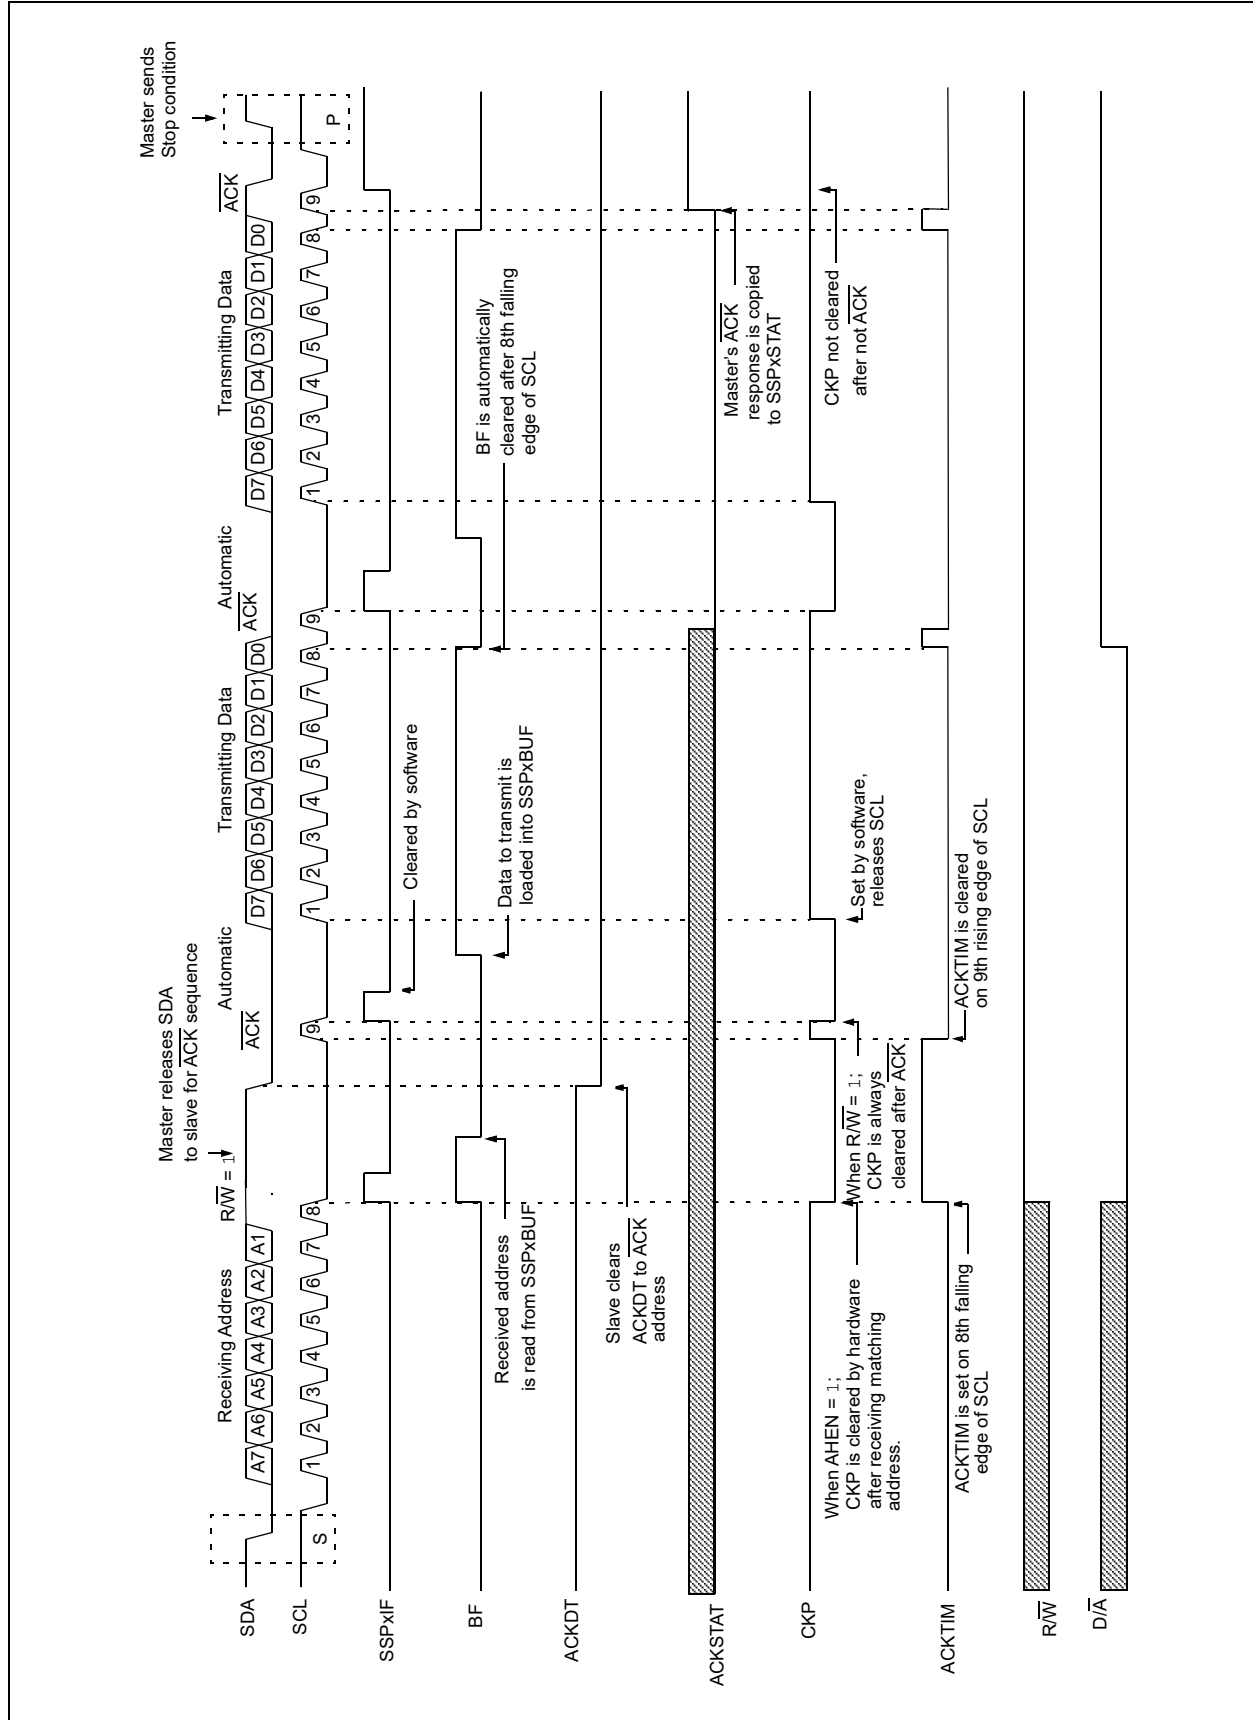 Master releases SDA
to slave for ACK sequence
Master sends
Stop condition
Receiving Address
R/W = 1
Automatic
ACK
Transmitting Data
Automatic
ACK
Transmitting Data
ACK
SDA
A7 A6 A5 A4 A3 A2 A1
D7 D6 D5 D4 D3 D2 D1 D0
D7 D6 D5 D4 D3 D2 D1 D0
SCL
S
1 2 3 4 5 6 7 8 9
1 2 3 4 5 6 7 8 9
1 2 3 4 5 6 7 8 9
P
SSPxIF
Cleared by software
BF
Received address
is read from SSPxBUF
Data to transmit is
loaded into SSPxBUF
BF is automatically
cleared after 8th falling
edge of SCL
ACKDT
Slave clears
ACKDT to ACK
address
ACKSTAT
Master's ACK
response is copied
to SSPxSTAT
CKP
When AHEN = 1;
CKP is cleared by hardware
after receiving matching
address.
When R/W = 1;
CKP is always
cleared after ACK
Set by software,
releases SCL
CKP not cleared
after not ACK
ACKTIM
ACKTIM is set on 8th falling
edge of SCL
ACKTIM is cleared
on 9th rising edge of SCL
R/W
D/A